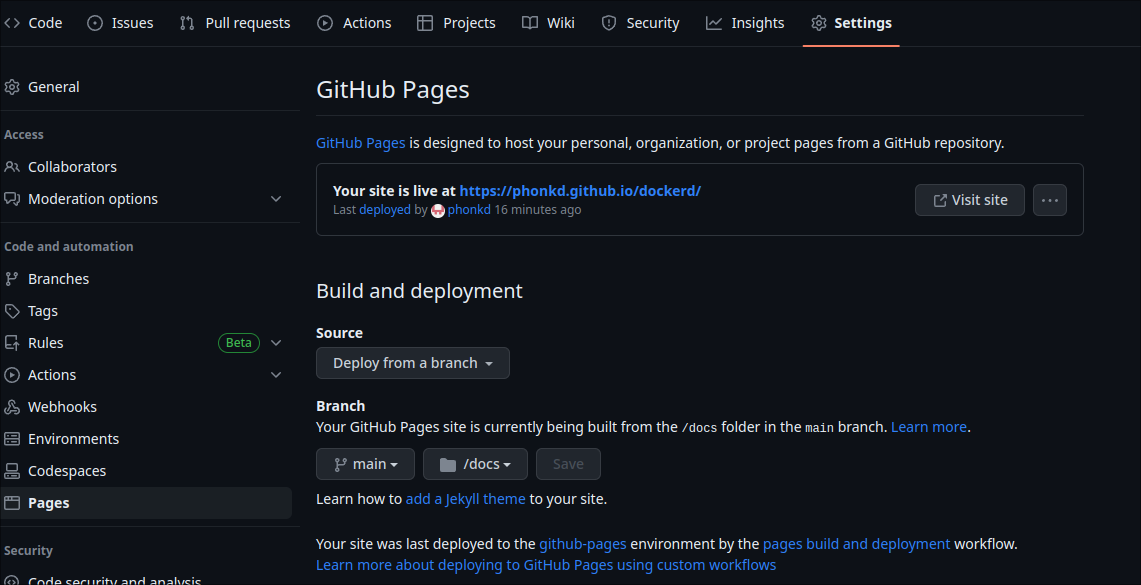 Code Issues Pull requests Actions Projects Wiki Security Insights Settings
General
Access
Collaborators
Moderation options
Code and automation
Branches
Tags
Rules Beta
Actions
Webhooks
Environments
Codespaces
Pages
Security
Code security and analysis
GitHub Pages
GitHub Pages is designed to host your personal, organization, or project pages from a GitHub repository.
Your site is live at https://phonkd.github.io/dockerd/
Last deployed by phonkd 16 minutes ago
Visit site
Build and deployment
Source
Deploy from a branch
Branch
Your GitHub Pages site is currently being built from the /docs folder in the main branch. Learn more.
main /docs Save
Learn how to add a Jekyll theme to your site.
Your site was last deployed to the github-pages environment by the pages build and deployment workflow.
Learn more about deploying to GitHub Pages using custom workflows